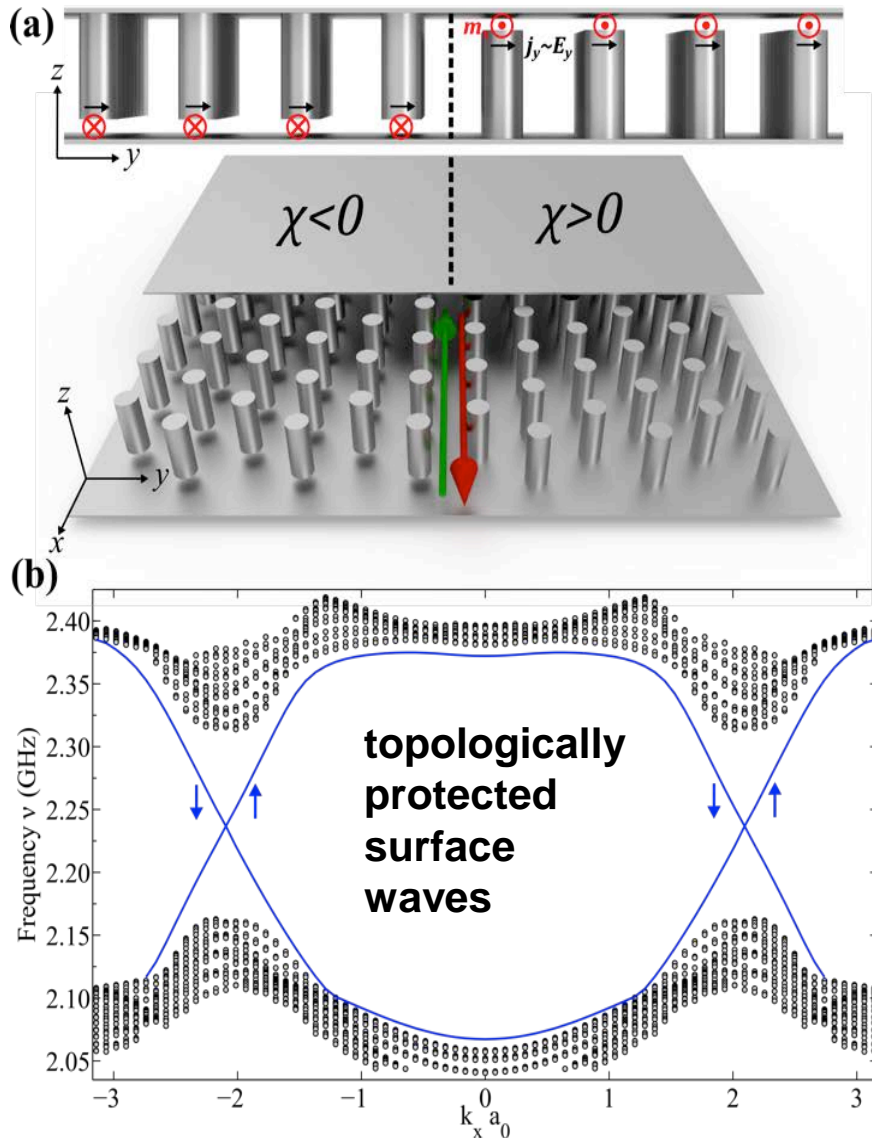 (a)
z
y
m
j_y~E_y
χ<0
χ>0
z
y
x
(b)
2.40
2.35
2.30
2.25
2.20
2.15
2.10
2.05
Frequency ν (GHz)
topologically
protected
surface
waves
−3 −2 −1 0 1 2 3
k_x a_0